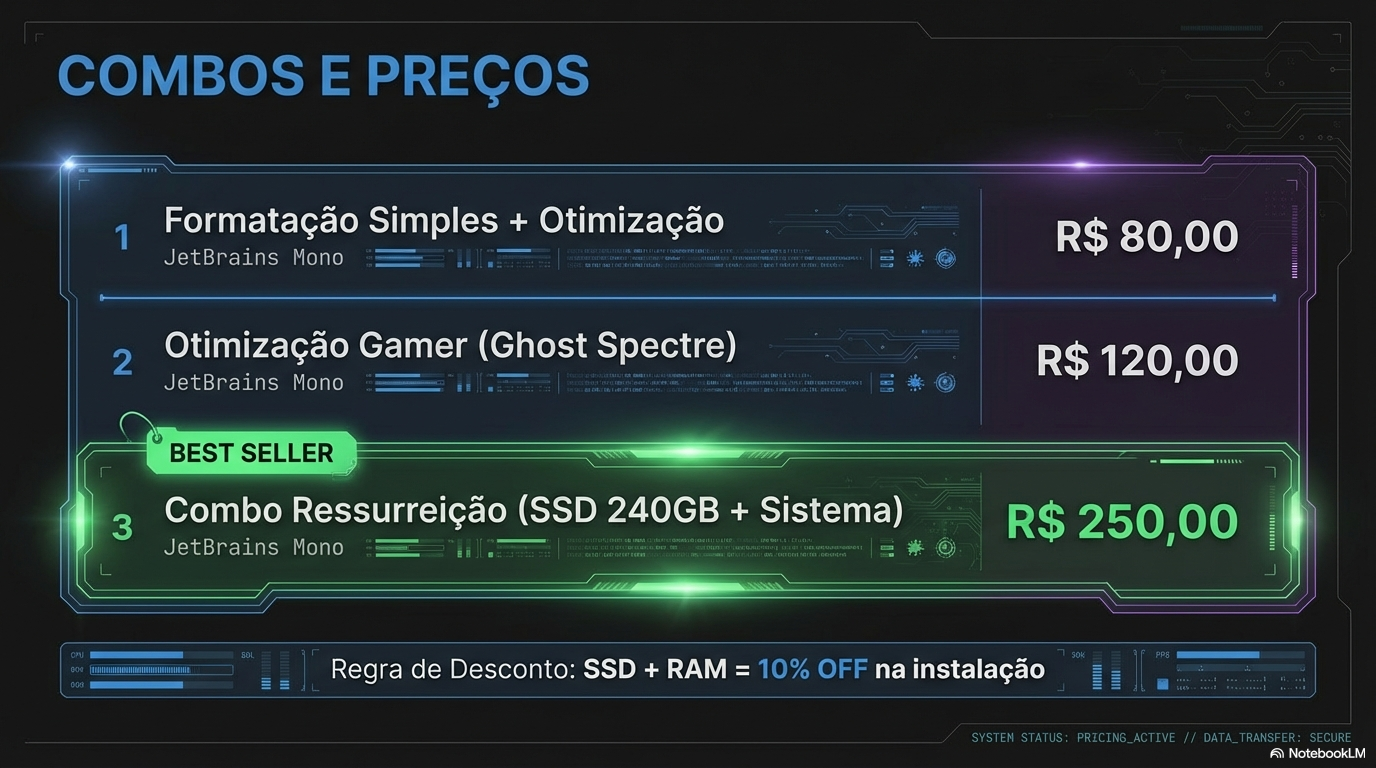 COMBOS E PREÇOS
1
Formatação Simples + Otimização
JetBrains Mono
R$ 80,00
2
Otimização Gamer (Ghost Spectre)
JetBrains Mono
R$ 120,00
BEST SELLER
3
Combo Ressurreição (SSD 240GB + Sistema)
JetBrains Mono
R$ 250,00
CPU
Regra de Desconto: SSD + RAM = 10% OFF na instalação
SYSTEM STATUS: PRICING_ACTIVE // DATA_TRANSFER: SECURE
NotebookLM